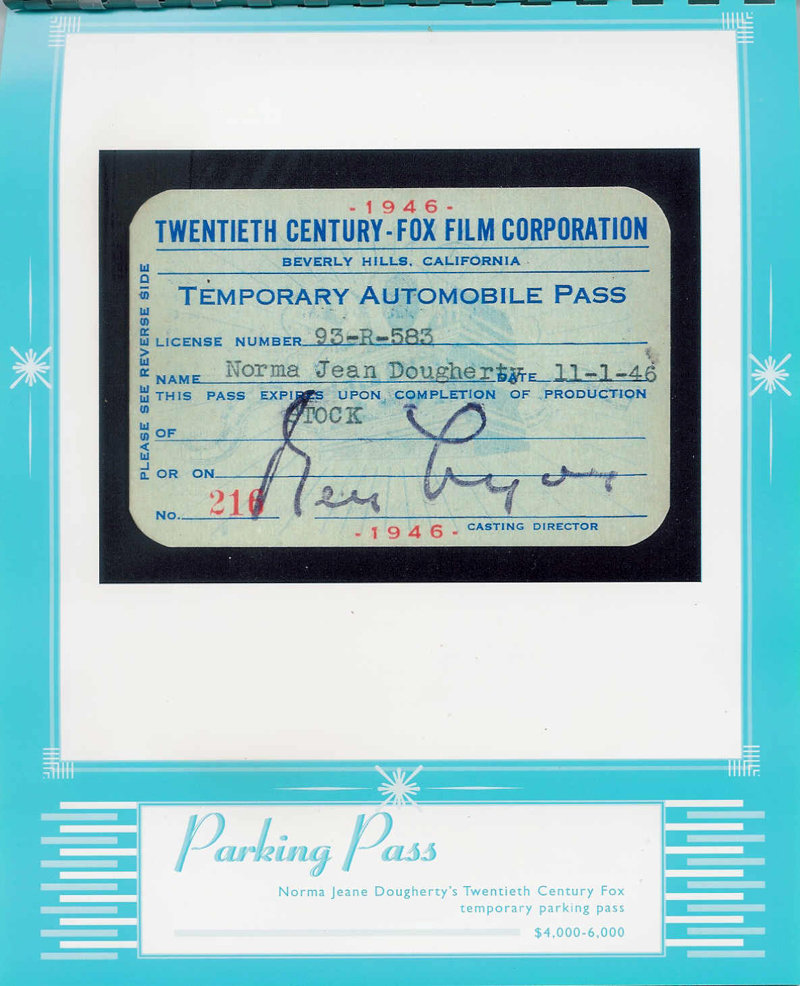 -1946-
TWENTIETH CENTURY-FOX FILM CORPORATION
BEVERLY HILLS, CALIFORNIA
TEMPORARY AUTOMOBILE PASS
PLEASE SEE REVERSE SIDE
LICENSE NUMBER 93-R-583
NAME Norma Jean Dougherty DATE 11-1-46
THIS PASS EXPIRES UPON COMPLETION OF PRODUCTION
OF STOCK
OR ON
Ben Lyon
No. 216
-1946- CASTING DIRECTOR
Parking Pass
Norma Jeane Dougherty's Twentieth Century Fox
temporary parking pass
$4,000-6,000